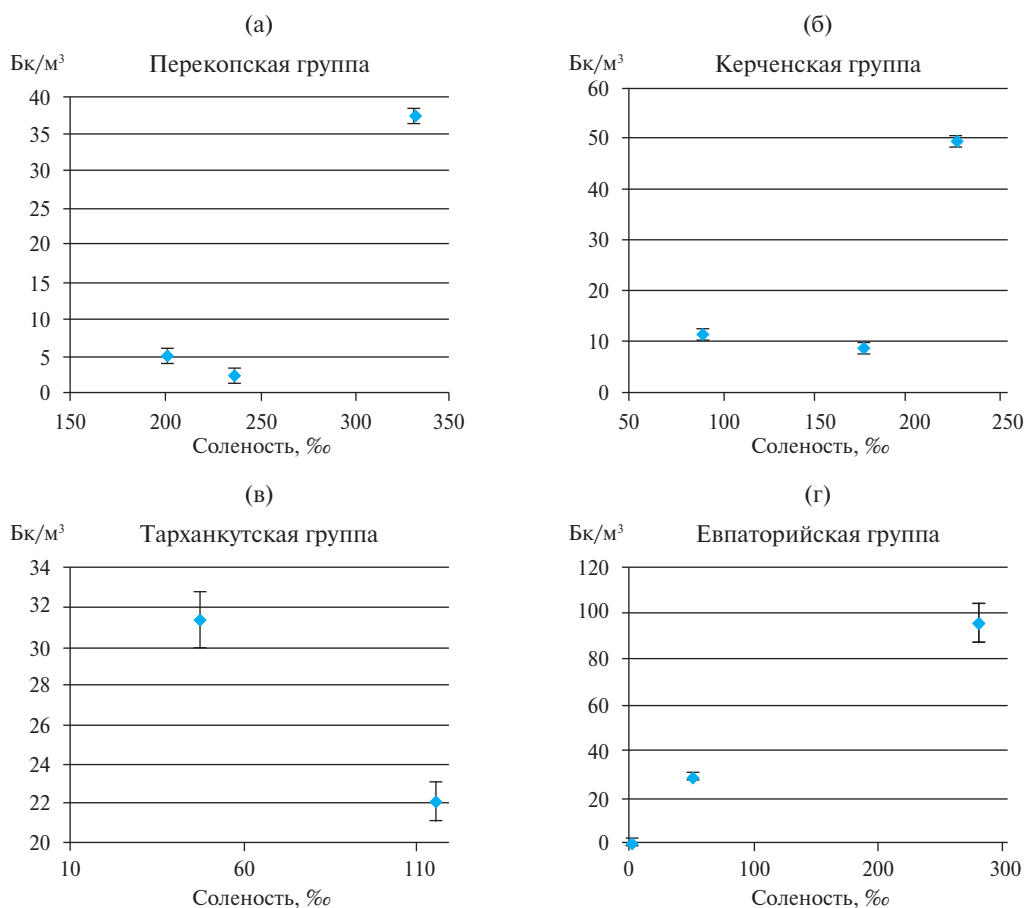 (а)
Перекопская группа
Бк/м³
40
35
30
25
20
15
10
5
0
150 200 250 300 350
Соленость, ‰
(б)
Керченская группа
Бк/м³
60
50
40
30
20
10
0
50 100 150 200 250
Соленость, ‰
(в)
Тарханкутская группа
Бк/м³
34
32
30
28
26
24
22
20
10 60 110
Соленость, ‰
(г)
Евпаторийская группа
Бк/м³
120
100
80
60
40
20
0
0 100 200 300
Соленость, ‰